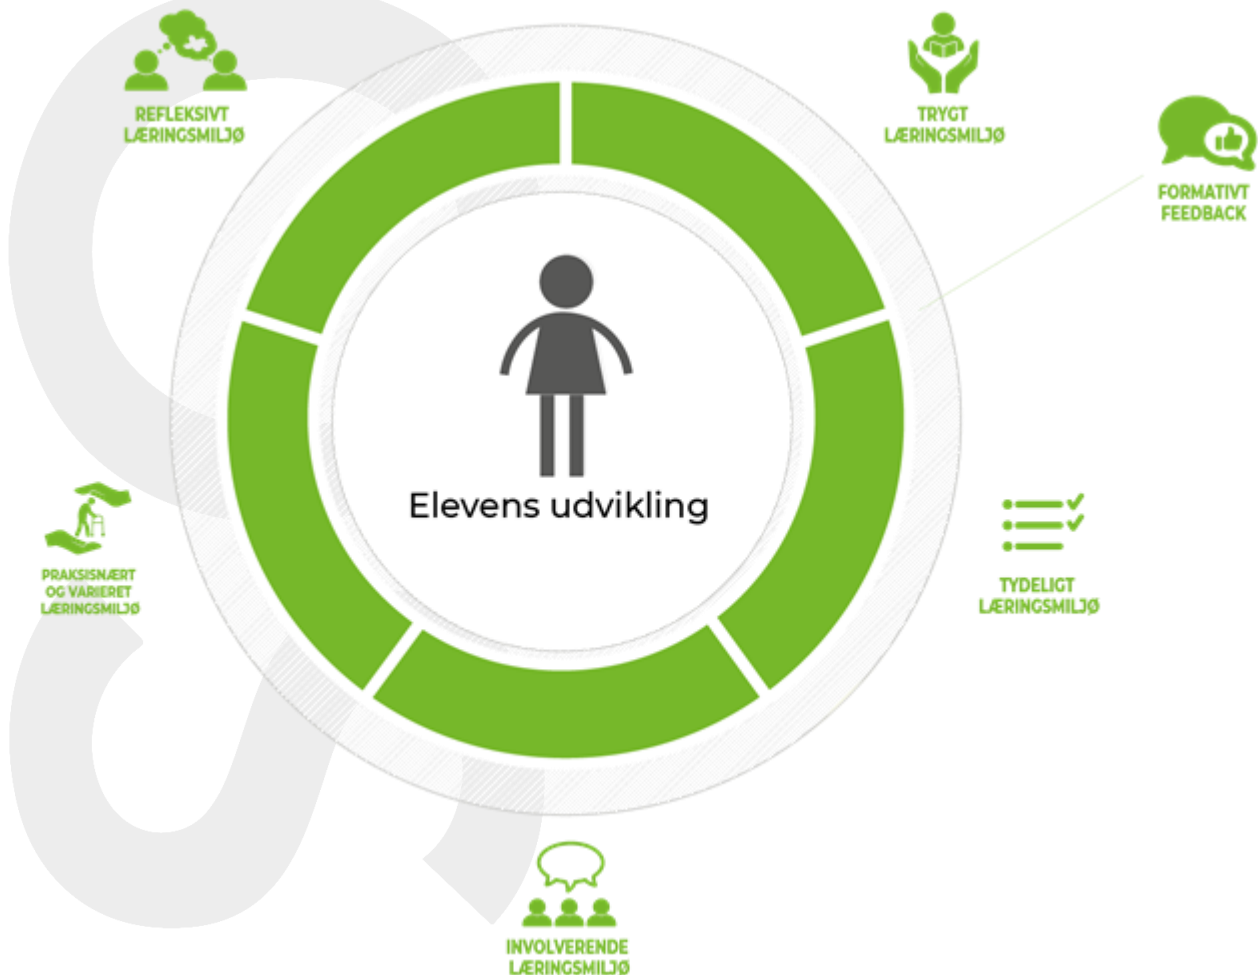 REFLEKSIVT
LÆRINGSMILJØ
TRYGT
LÆRINGSMILJØ
FORMATIVT
FEEDBACK
Elevens udvikling
PRAKSISNÆRT
OG VARIERET
LÆRINGSMILJØ
TYDELIGT
LÆRINGSMILJØ
INVOLVERENDE
LÆRINGSMILJØ